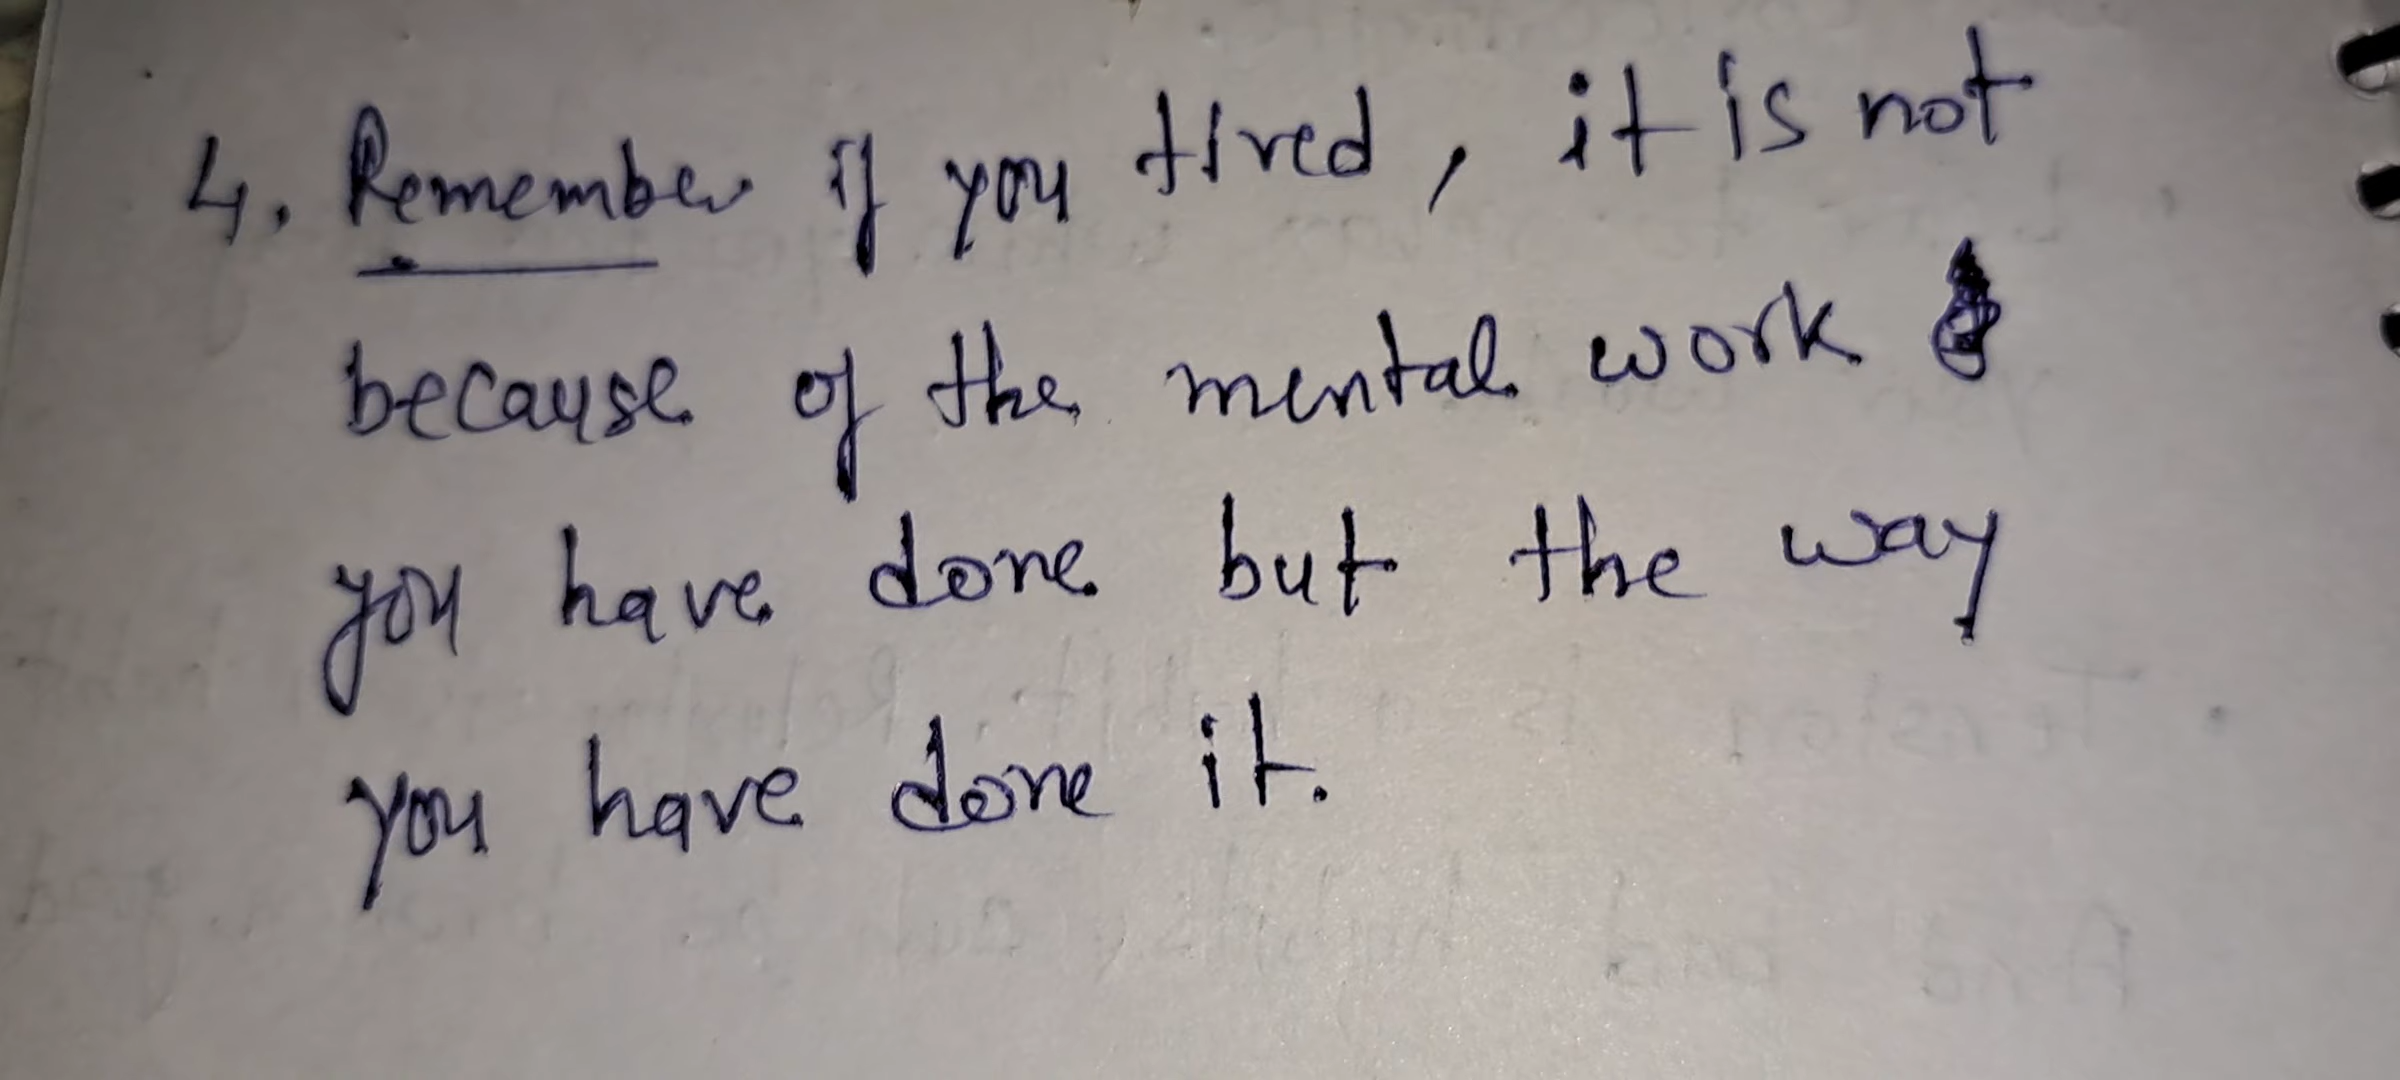 4. Remember if you tired, it is not
because of the mental work
you have done but the way
you have done it.